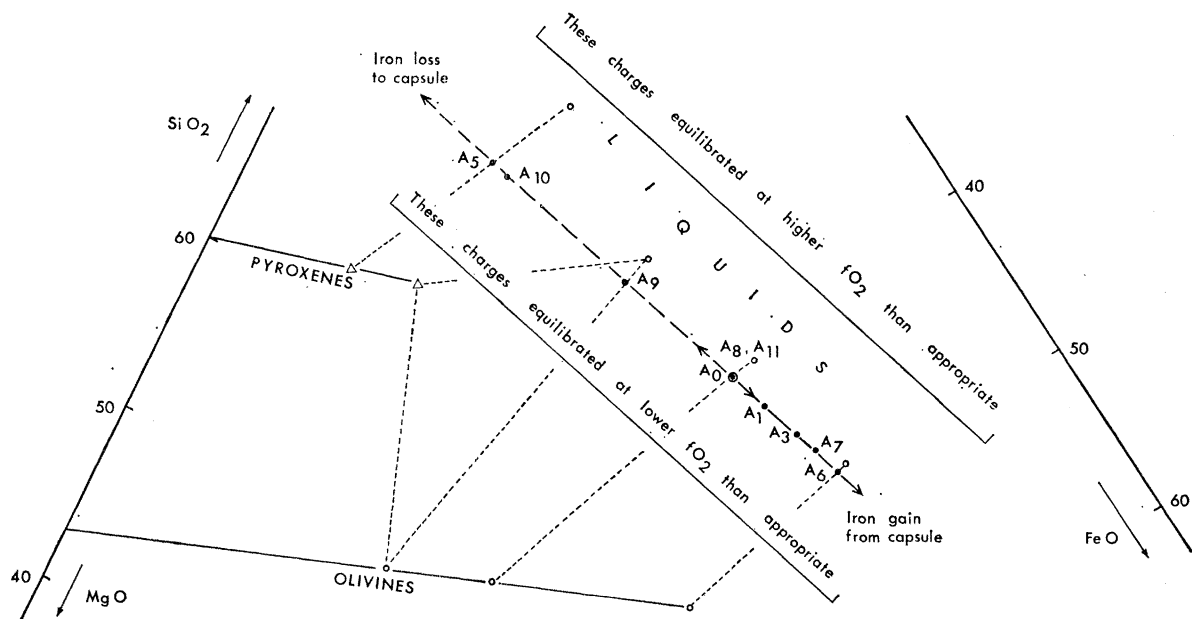 Iron loss
to capsule
These charges equilibrated at higher fO2 than appropriate
SiO2
L I Q U I D S
A5
A10
40
These charges equilibrated at lower fO2 than appropriate
60
PYROXENES
A9
50
A8, A11
A0
A1
A3
A7
A6
50
60
Iron gain
from capsule
FeO
OLIVINES
40
MgO